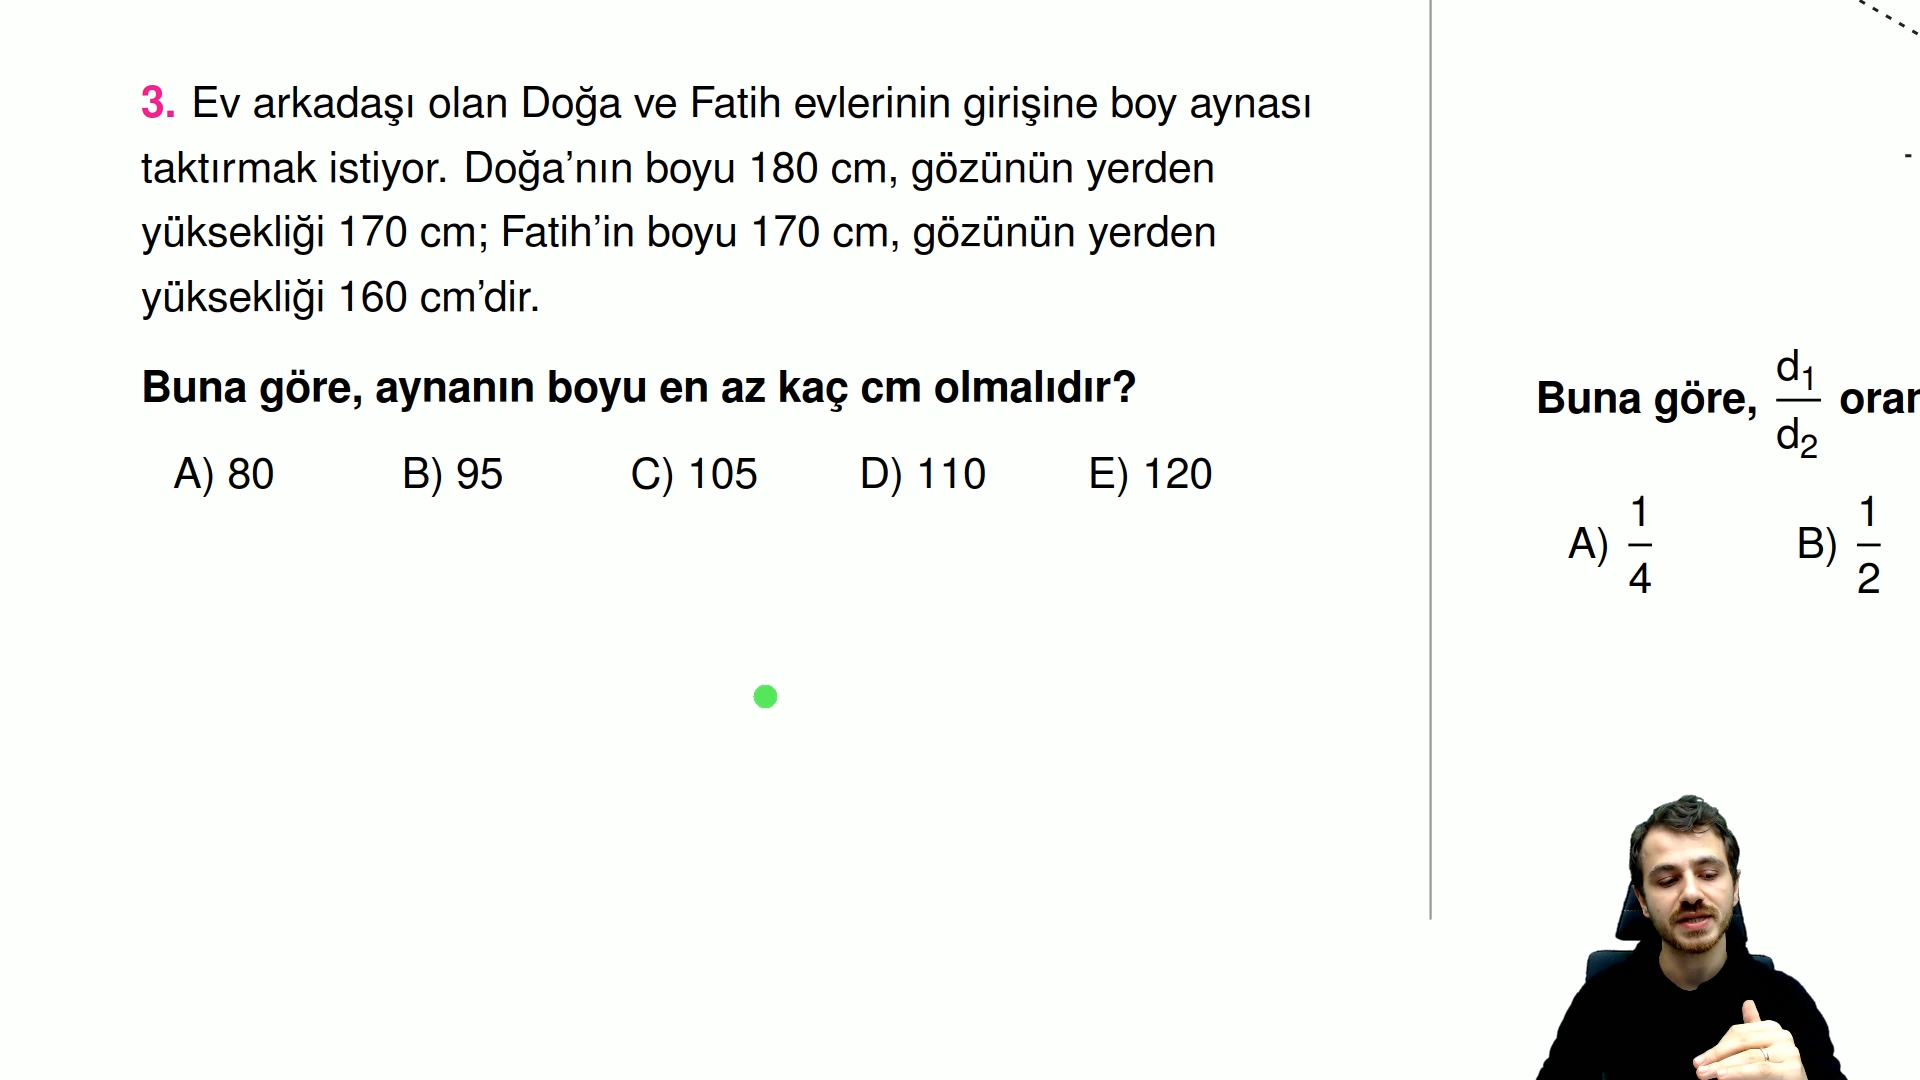 3. Ev arkadaşı olan Doğa ve Fatih evlerinin girişine boy aynası
taktırmak istiyor. Doğa’nın boyu 180 cm, gözünün yerden
yüksekliği 170 cm; Fatih’in boyu 170 cm, gözünün yerden
yüksekliği 160 cm’dir.
Buna göre, aynanın boyu en az kaç cm olmalıdır?
A) 80 B) 95 C) 105 D) 110 E) 120
Buna göre, d₁/d₂
A) 1/4 B) 1/2